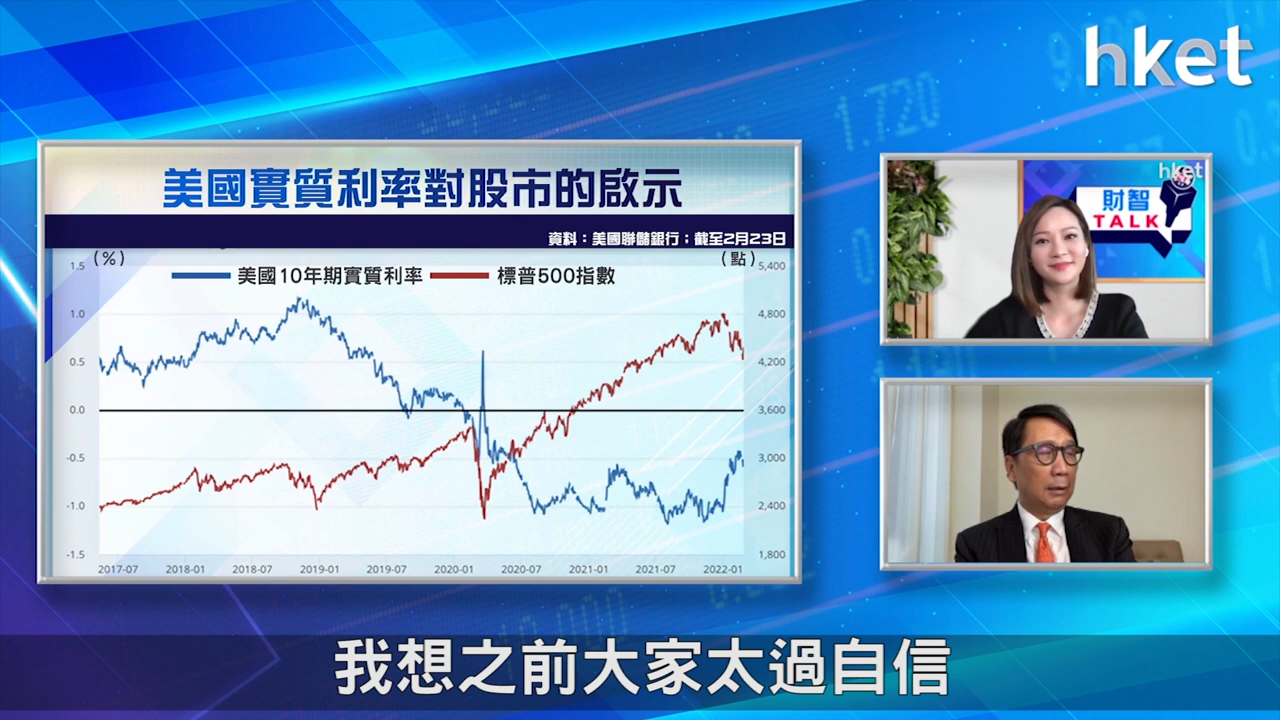 hket
美國實質利率對股市的啟示
資料：美國聯儲銀行；截至2月23日
(%)
(點)
美國10年期實質利率
標普500指數
1.5
1.0
0.5
0.0
-0.5
-1.0
-1.5
5,400
4,800
4,200
3,600
3,000
2,400
1,800
2017-07 2018-01 2018-07 2019-01 2019-07 2020-01 2020-07 2021-01 2021-07 2022-01
hket
財智
TALK
1.720
我想之前大家太過自信